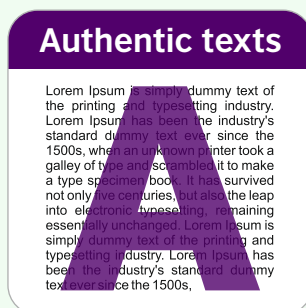 Authentic texts
Lorem Ipsum is simply dummy text of
the printing and typesetting industry.
Lorem Ipsum has been the industry's
standard dummy text ever since the
1500s, when an unknown printer took a
galley of type and scrambled it to make
a type specimen book. It has survived
not only five centuries, but also the leap
into electronic typesetting, remaining
essentially unchanged. Lorem Ipsum is
simply dummy text of the printing and
typesetting industry. Lorem Ipsum has
been the industry's standard dummy
text ever since the 1500s,
A